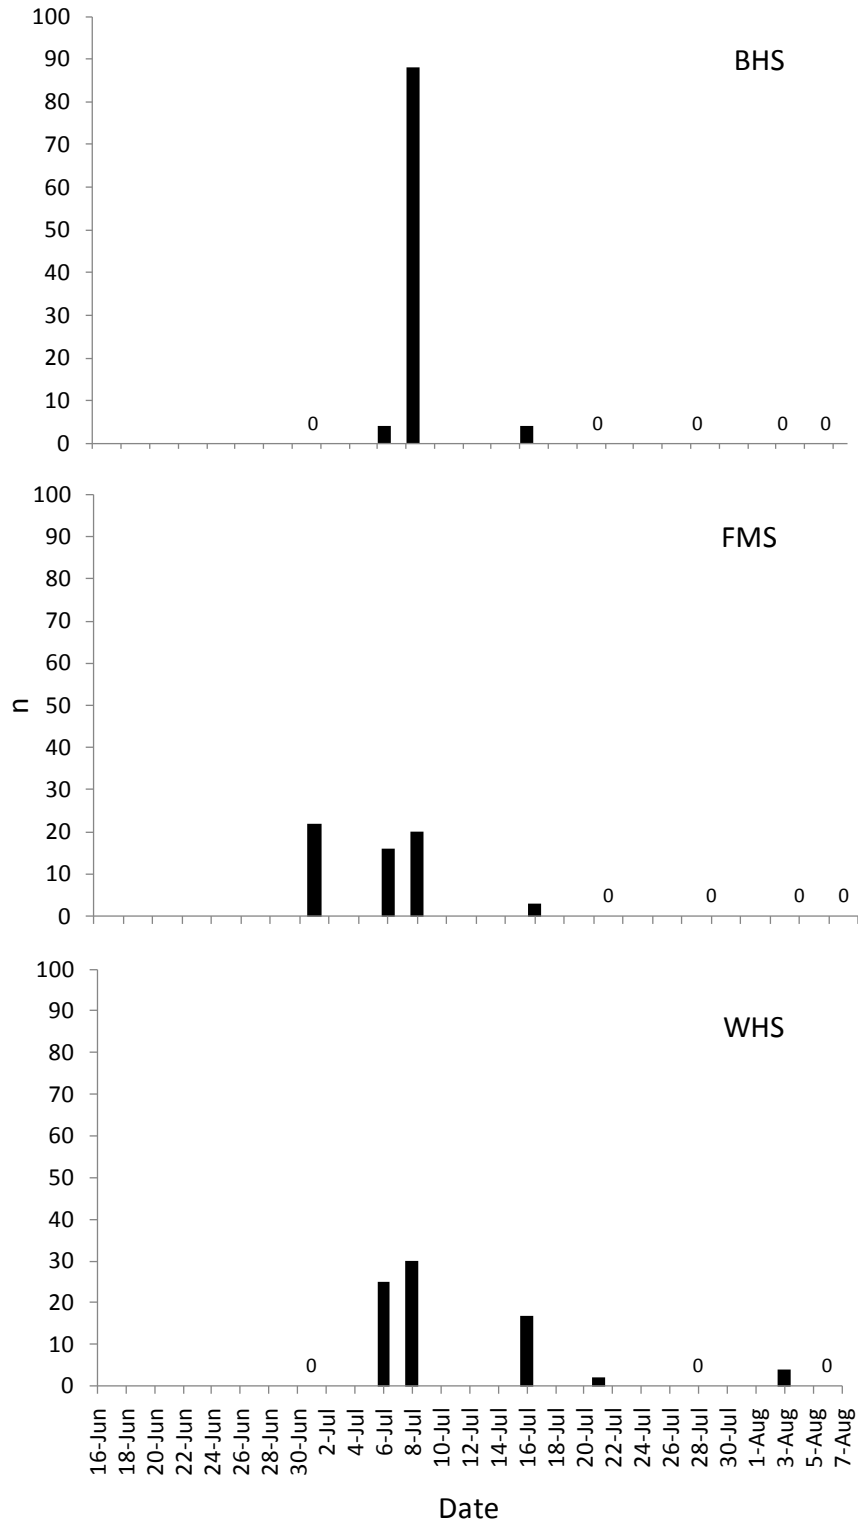 100
90
80
70
60
50
40
30
20
10
0
BHS
0 0 0 0 0
100
90
80
70
60
50
40
30
20
10
0
FMS
0 0 0 0
n
100
90
80
70
60
50
40
30
20
10
0
WHS
0 0 0
16-Jun
18-Jun
20-Jun
22-Jun
24-Jun
26-Jun
28-Jun
30-Jun
2-Jul
4-Jul
6-Jul
8-Jul
10-Jul
12-Jul
14-Jul
16-Jul
18-Jul
20-Jul
22-Jul
24-Jul
26-Jul
28-Jul
30-Jul
1-Aug
3-Aug
5-Aug
7-Aug
Date